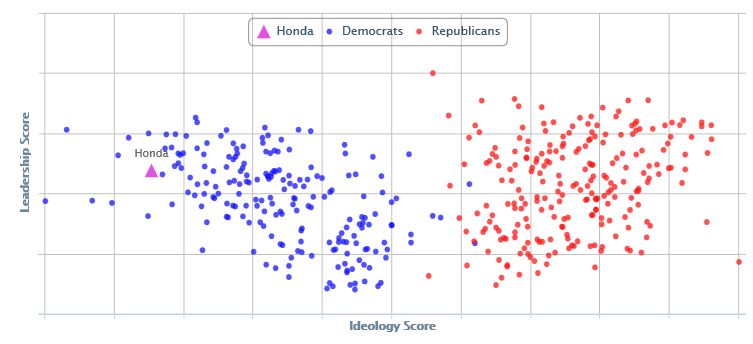 Honda Democrats Republicans
Honda
Leadership Score
Ideology Score